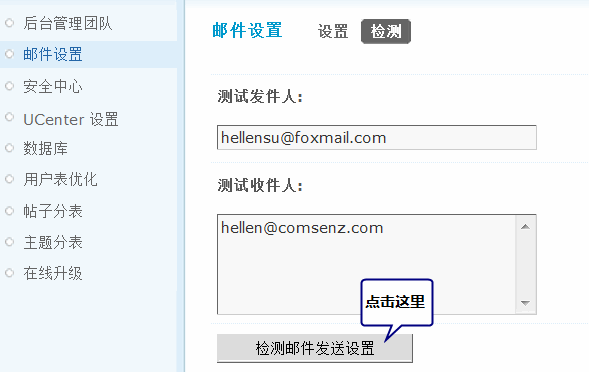 后台管理团队
邮件设置
安全中心
UCenter 设置
数据库
用户表优化
帖子分表
主题分表
在线升级
邮件设置 设置 检测
测试发件人:
hellensu@foxmail.com
测试收件人:
hellen@comsenz.com
点击这里
检测邮件发送设置